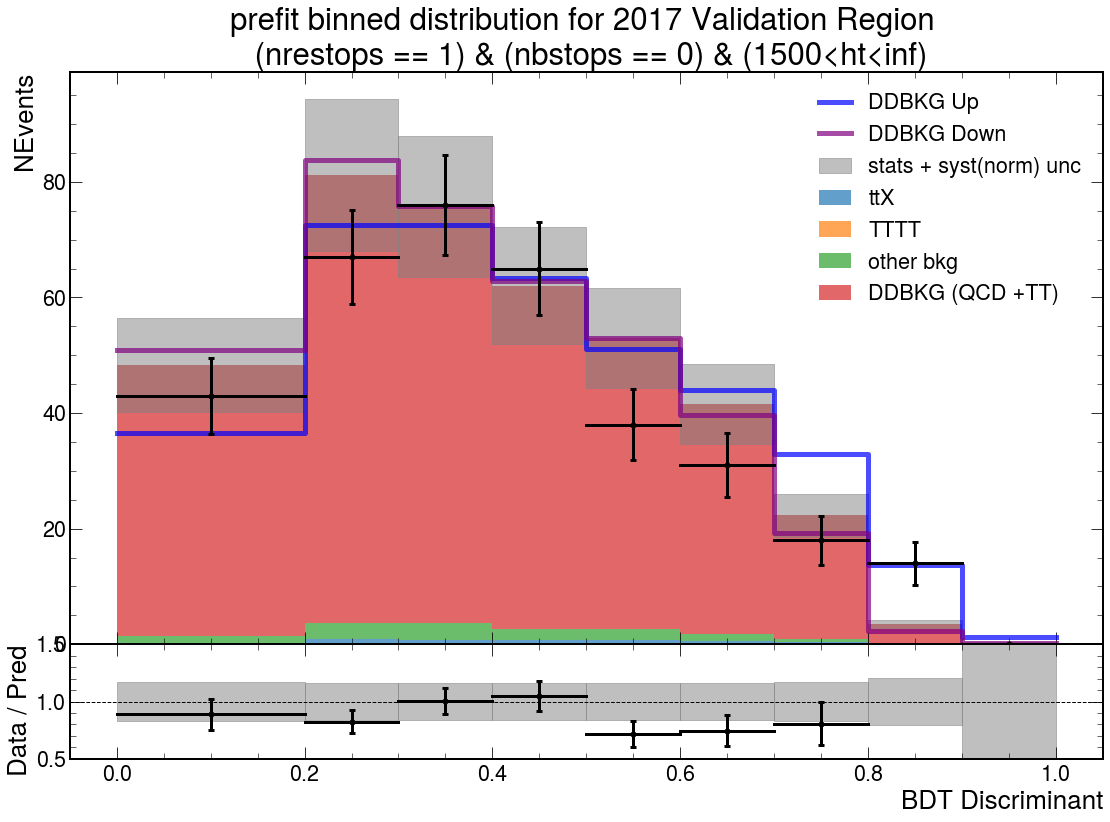 prefit binned distribution for 2017 Validation Region
(nrestops == 1) & (nbstops == 0) & (1500<ht<inf)
NEvents
80
60
40
20
0
DDBKG Up
DDBKG Down
stats + syst(norm) unc
ttX
TTTT
other bkg
DDBKG (QCD +TT)
Data / Pred
1.5
1.0
0.5
0.0
0.2
0.4
0.6
0.8
1.0
BDT Discriminant